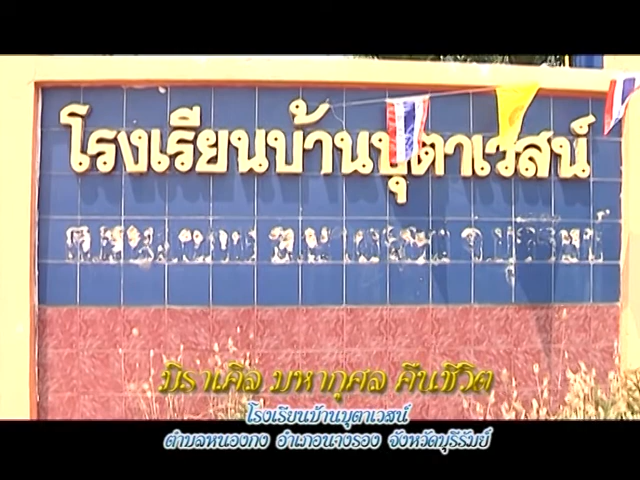 โรงเรียนบ้านบุตาเวสน์
มิราเคิล มหากุศล คืนชีวิต
โรงเรียนบ้านบุตาเวสน์
ตำบลหนองกง อำเภอนางรอง จังหวัดบุรีรัมย์